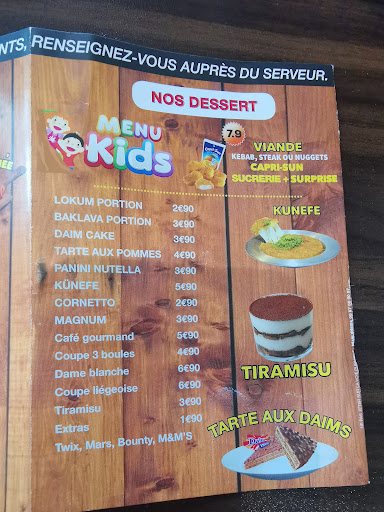 NTS, RENSEIGNEZ-VOUS AUPRÈS DU SERVEUR.
NOS DESSERT
MENU
Kids
7.9
VIANDE
KEBAB, STEAK OU NUGGETS
CAPRI-SUN
SUCRERIE + SURPRISE
LOKUM PORTION 2€90
BAKLAVA PORTION 3€90
DAIM CAKE 3€90
TARTE AUX POMMES 4€90
PANINI NUTELLA 3€90
KÜNEFE 5€90
CORNETTO 2€90
MAGNUM 3€90
Café gourmand 5€90
Coupe 3 boules 4€90
Dame blanche 6€90
Coupe liégeoise 6€90
Tiramisu 3€90
Extras 1€90
Twix, Mars, Bounty, M&M'S
KUNEFE
TIRAMISU
TARTE AUX DAIMS